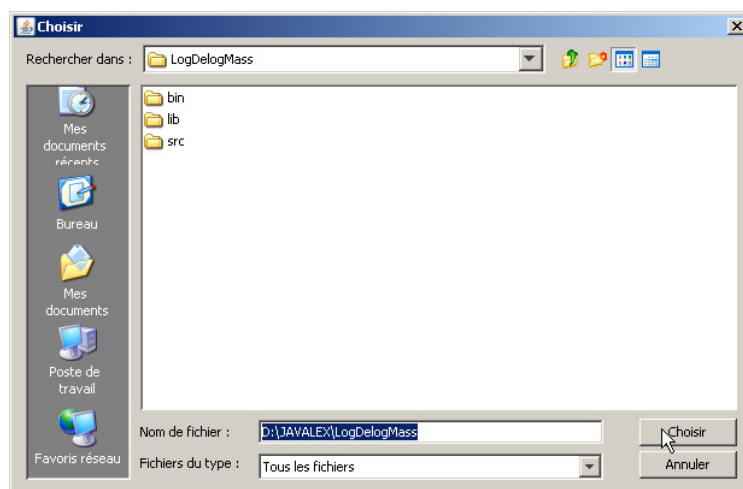 Choisir
Rechercher dans :
LogDelogMass
bin
lib
src
Mes
documents
récents
Bureau
Mes
documents
Poste de
travail
Favoris réseau
Nom de fichier :
D:\JAVALEX\LogDelogMass
Choisir
Fichiers du type :
Tous les fichiers
Annuler